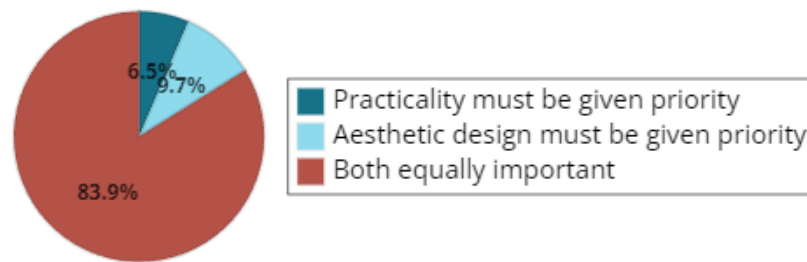 6.5%
9.7%
83.9%
Practicality must be given priority
Aesthetic design must be given priority
Both equally important